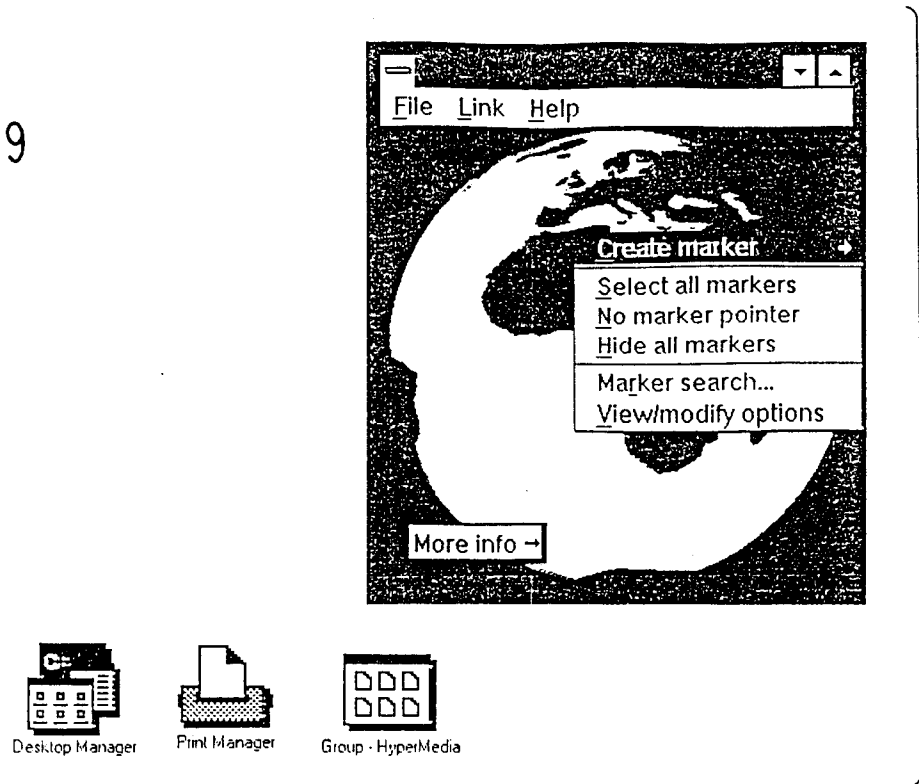 9
File Link Help
Create marker
Select all markers
No marker pointer
Hide all markers
Marker search...
View/modify options
More info →
Desktop Manager
Print Manager
Group - HyperMedia